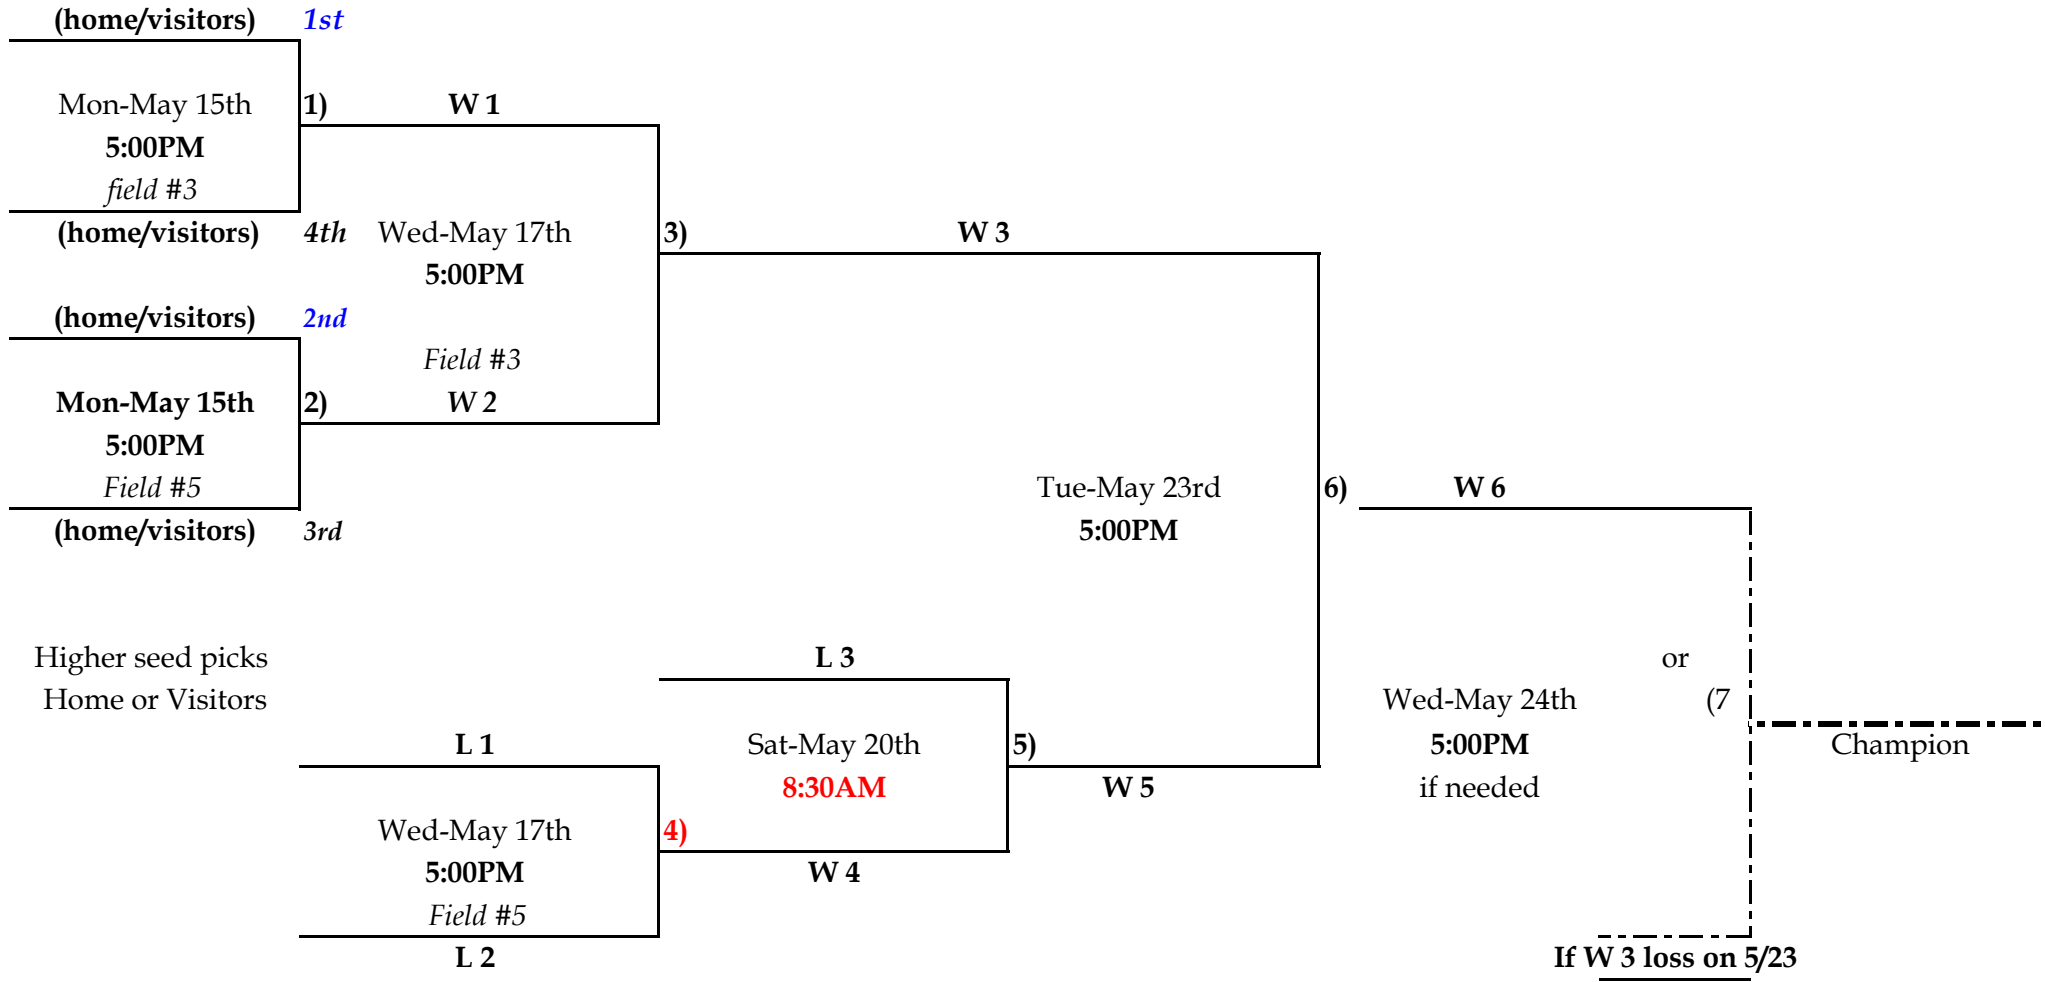 (home/visitors) 1st
Mon-May 15th 1) W 1
5:00PM
field #3
(home/visitors) 4th Wed-May 17th 3) W 3
5:00PM
(home/visitors) 2nd
Field #3
Mon-May 15th 2) W 2
5:00PM
Field #5 Tue-May 23rd 6) W 6
(home/visitors) 3rd 5:00PM
Higher seed picks L 3 or
Home or Visitors Wed-May 24th (7
L 1 Sat-May 20th 5) 5:00PM Champion
8:30AM W 5 if needed
Wed-May 17th 4)
5:00PM W 4
Field #5
L 2 If W 3 loss on 5/23